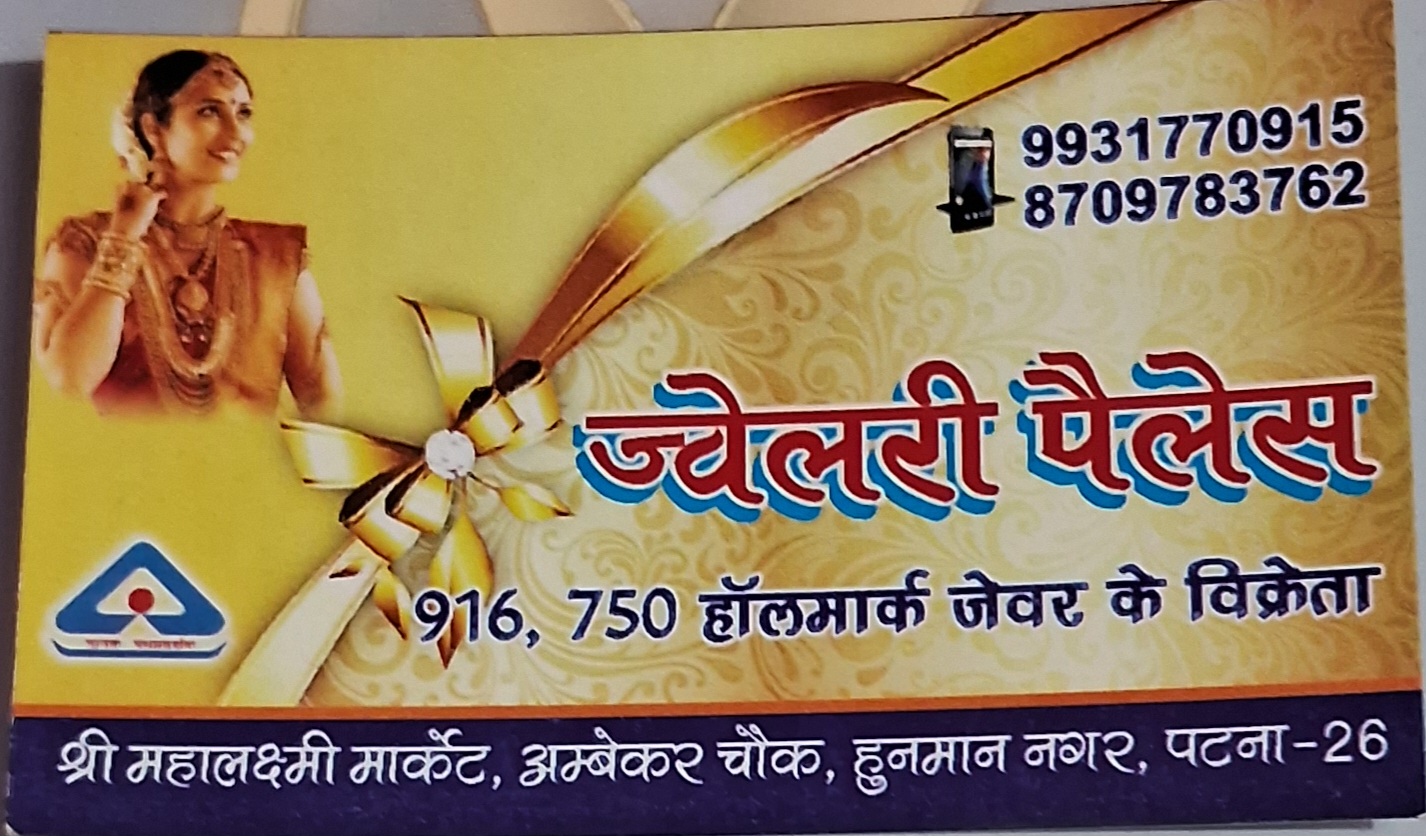 9931770915
8709783762
ज्वेलरी पैलेस
916, 750 हॉलमार्क जेवर के विक्रेता
श्री महालक्ष्मी मार्केट, अम्बेकर चौक, हुनमान नगर, पटना-26